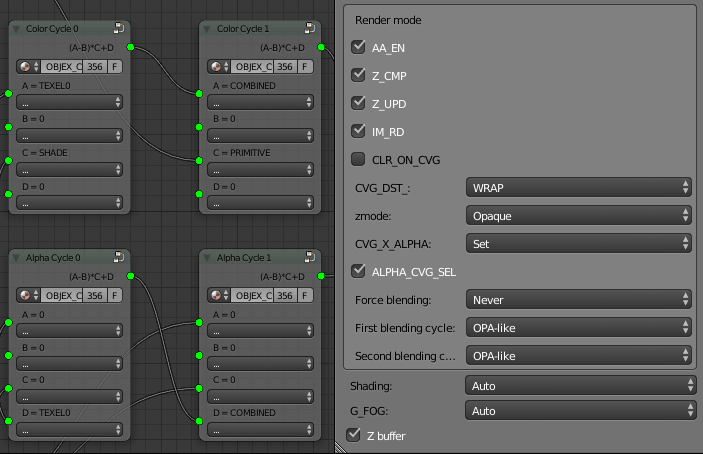 Color Cycle 0
(A-B)*C+D
OBJEX_C 356 F
A = TEXEL0
...
B = 0
...
C = SHADE
...
D = 0
...
Color Cycle 1
(A-B)*C+D
OBJEX_C 356 F
A = COMBINED
...
B = 0
...
C = PRIMITIVE
...
D = 0
...
Alpha Cycle 0
(A-B)*C+D
OBJEX_C 356 F
A = 0
...
B = 0
...
C = 0
...
D = TEXEL0
...
Alpha Cycle 1
(A-B)*C+D
OBJEX_C 356 F
A = 0
...
B = 0
...
C = 0
...
D = COMBINED
...
Render mode
AA_EN
Z_CMP
Z_UPD
IM_RD
CLR_ON_CVG
CVG_DST_: WRAP
zmode: Opaque
CVG_X_ALPHA: Set
ALPHA_CVG_SEL
Force blending: Never
First blending cycle: OPA-like
Second blending c... OPA-like
Shading: Auto
G_FOG: Auto
Z buffer